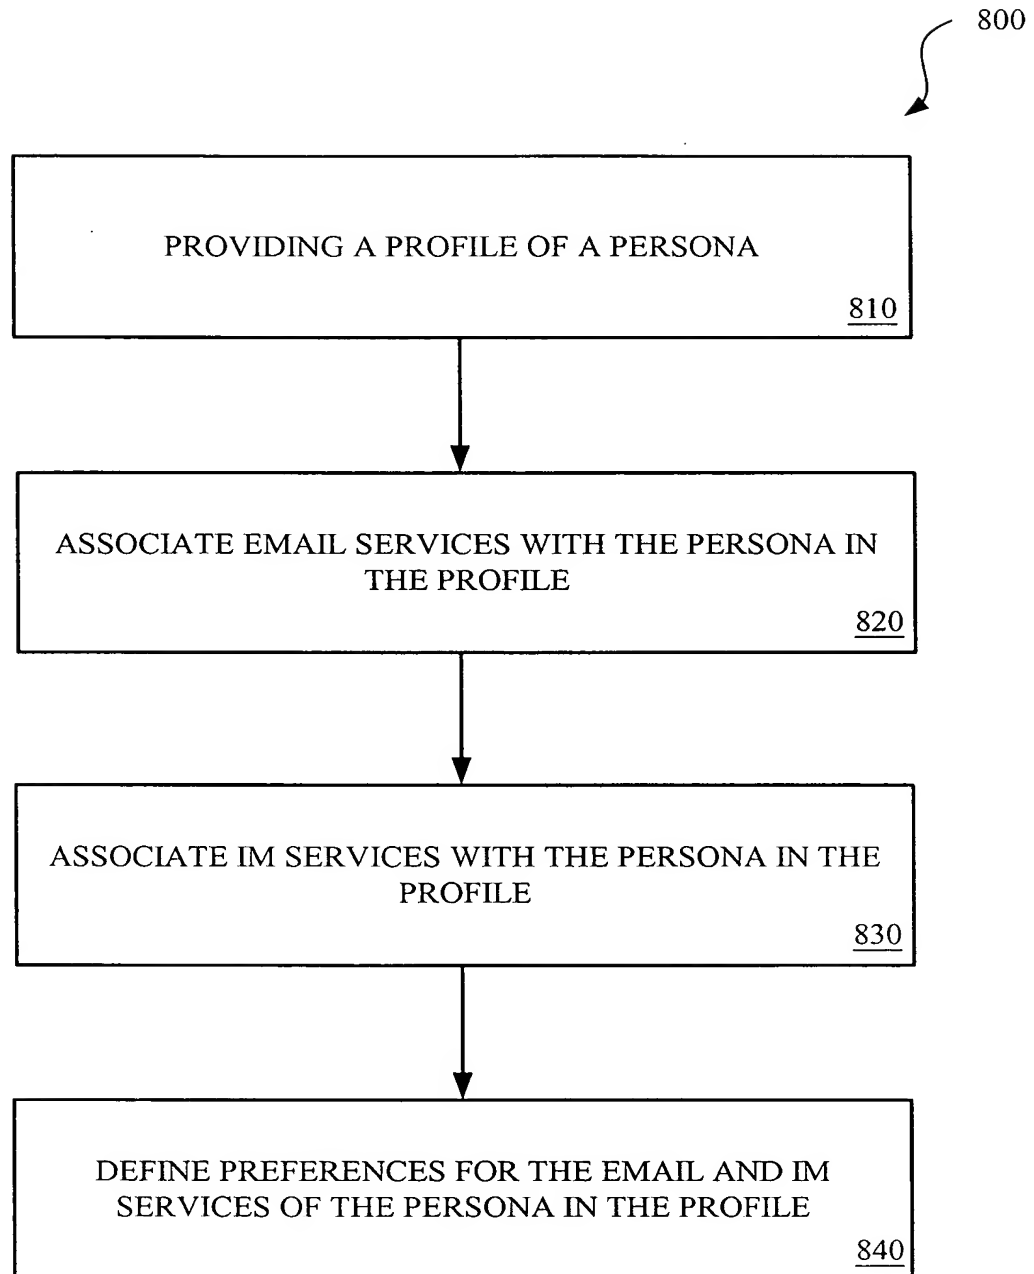 800
PROVIDING A PROFILE OF A PERSONA
810
ASSOCIATE EMAIL SERVICES WITH THE PERSONA IN
THE PROFILE
820
ASSOCIATE IM SERVICES WITH THE PERSONA IN THE
PROFILE
830
DEFINE PREFERENCES FOR THE EMAIL AND IM
SERVICES OF THE PERSONA IN THE PROFILE
840